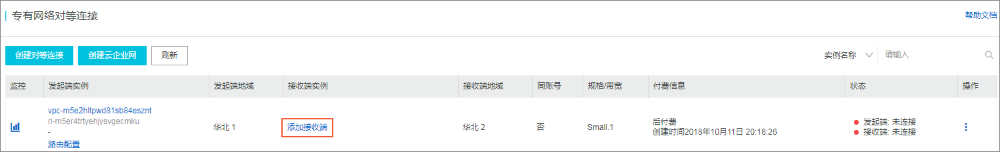 专有网络对等连接
帮助文档
创建对等连接 创建云企业网 刷新
实例名称 请输入
监控 发起端实例 发起端地域 接收端实例 接收端地域 同账号 规格/带宽 付费信息 状态 操作
vpc-m5e2hltpwd81sb84esznt
ri-m5er4trtyehjysvgecmku
-
路由配置
华北 1
添加接收端
华北 2
否
Small.1
后付费
创建时间2018年10月11日 20:18:26
发起端: 未连接
接收端: 未连接